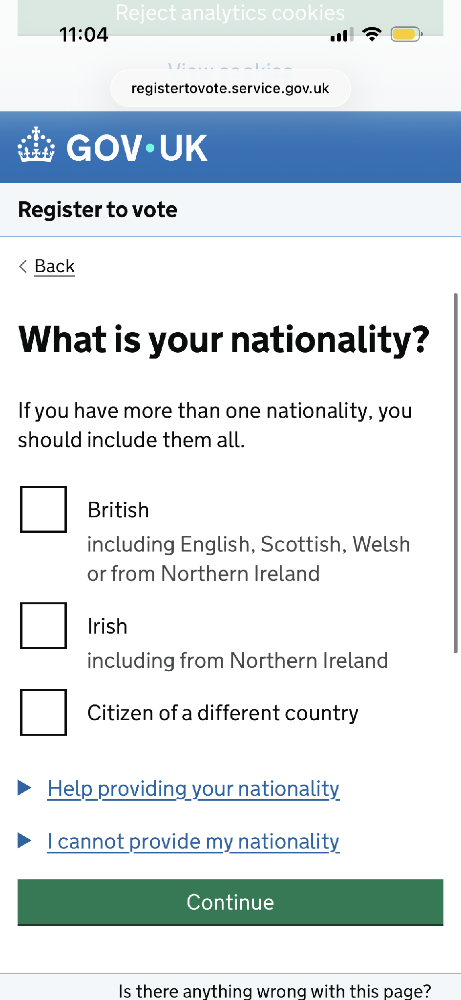 Reject analytics cookies
11:04
View cookies
registertovote.service.gov.uk
GOV·UK
Register to vote
Back
What is your nationality?
If you have more than one nationality, you
should include them all.
British
including English, Scottish, Welsh
or from Northern Ireland
Irish
including from Northern Ireland
Citizen of a different country
Help providing your nationality
I cannot provide my nationality
Continue
Is there anything wrong with this page?